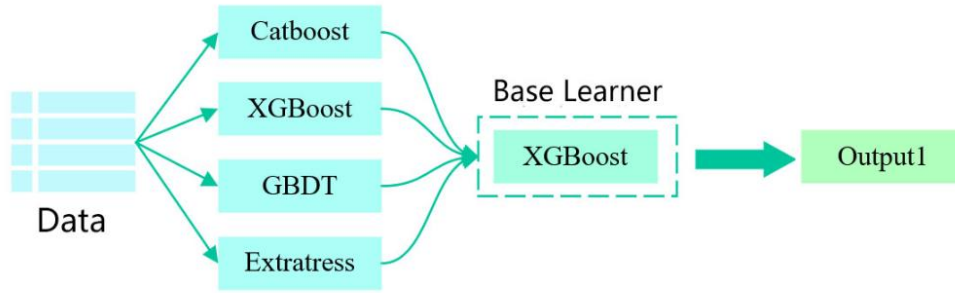 Catboost
XGBoost
GBDT
Extratress
Data
Base Learner
XGBoost
Output1